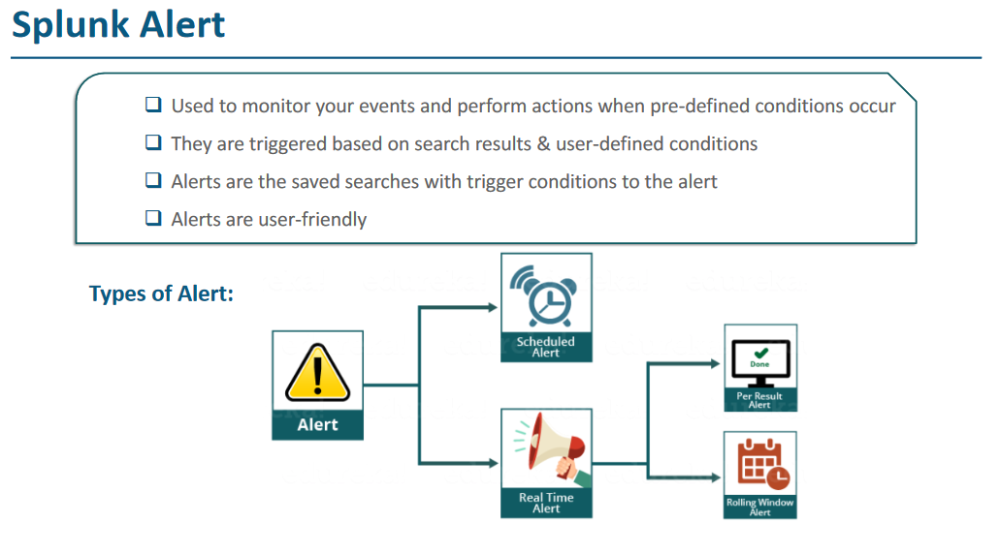 Splunk Alert
Used to monitor your events and perform actions when pre-defined conditions occur
They are triggered based on search results & user-defined conditions
Alerts are the saved searches with trigger conditions to the alert
Alerts are user-friendly
Types of Alert:
Alert
Scheduled
Alert
Real Time
Alert
Done
Per Result
Alert
Rolling Window
Alert